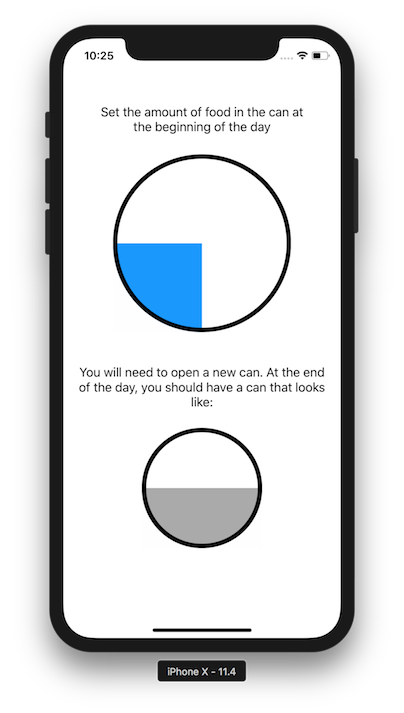 10:25
Set the amount of food in the can at
the beginning of the day
You will need to open a new can. At the end
of the day, you should have a can that looks
like:
iPhone X - 11.4